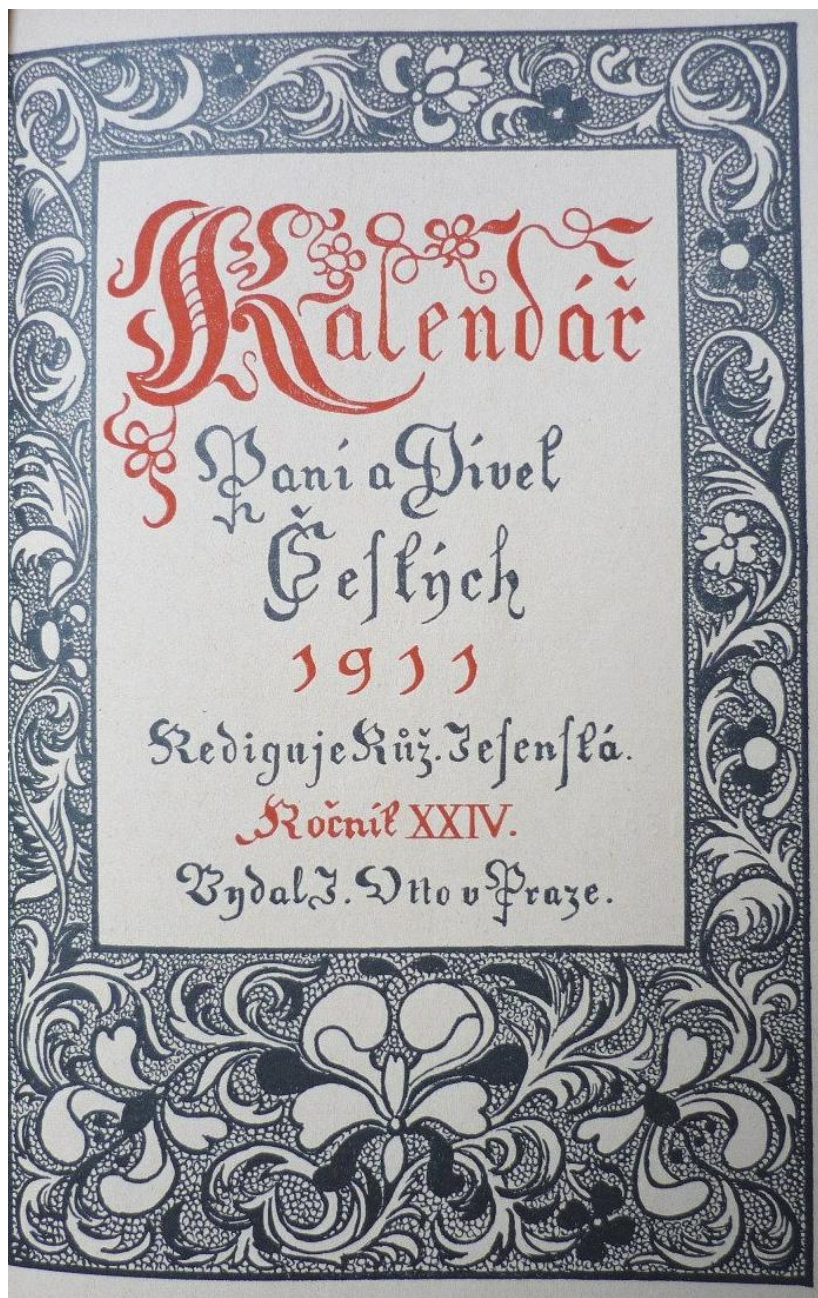 Kalendář
Paní a Dívek
Českých
1911
Rediguje Růž. Jesenská.
Ročník XXIV.
Vydal J. Otto v Praze.